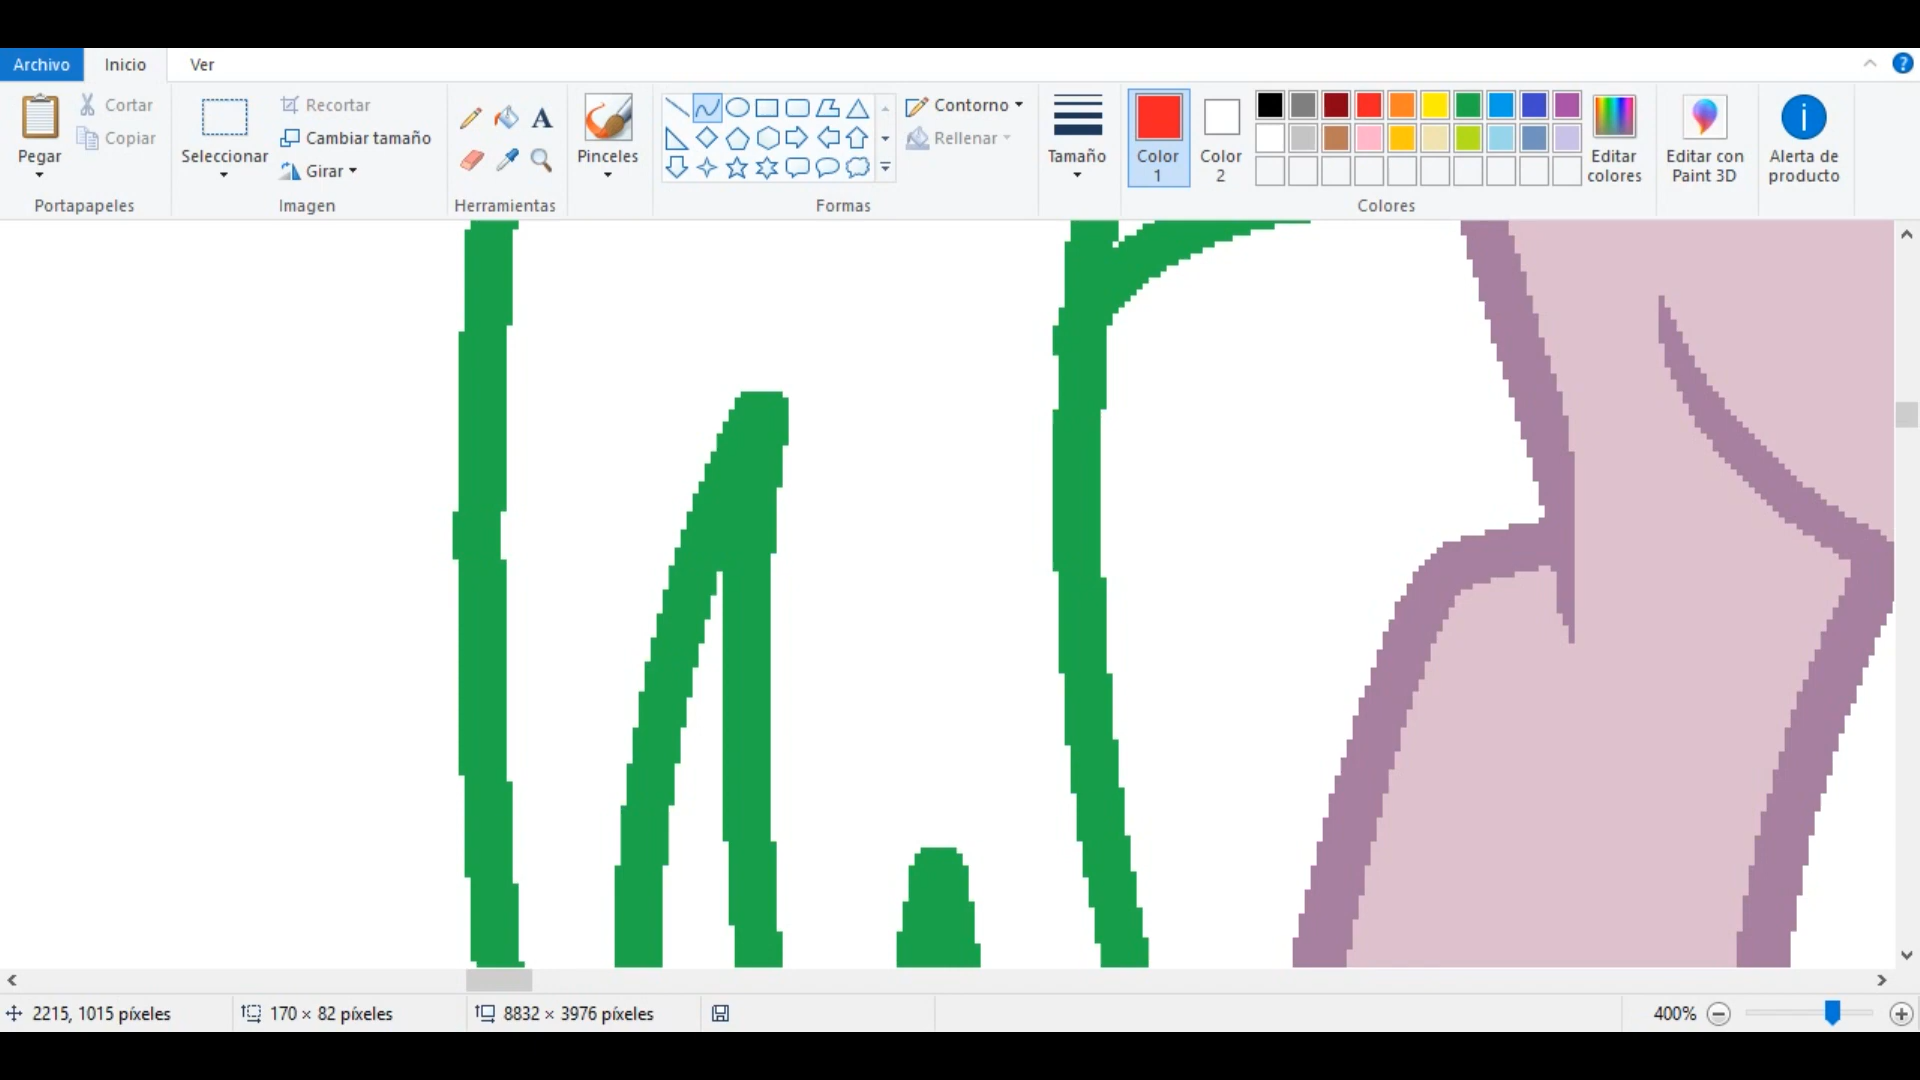 Archivo Inicio Ver
Pegar
Cortar
Copiar
Portapapeles
Seleccionar
Recortar
Cambiar tamaño
Girar
Imagen
A
Herramientas
Pinceles
Contorno
Rellenar
Formas
Tamaño
Color
1
Color
2
Editar
colores
Colores
Editar con
Paint 3D
Alerta de
producto
2215, 1015 píxeles 170 × 82 píxeles 8832 × 3976 píxeles 400%